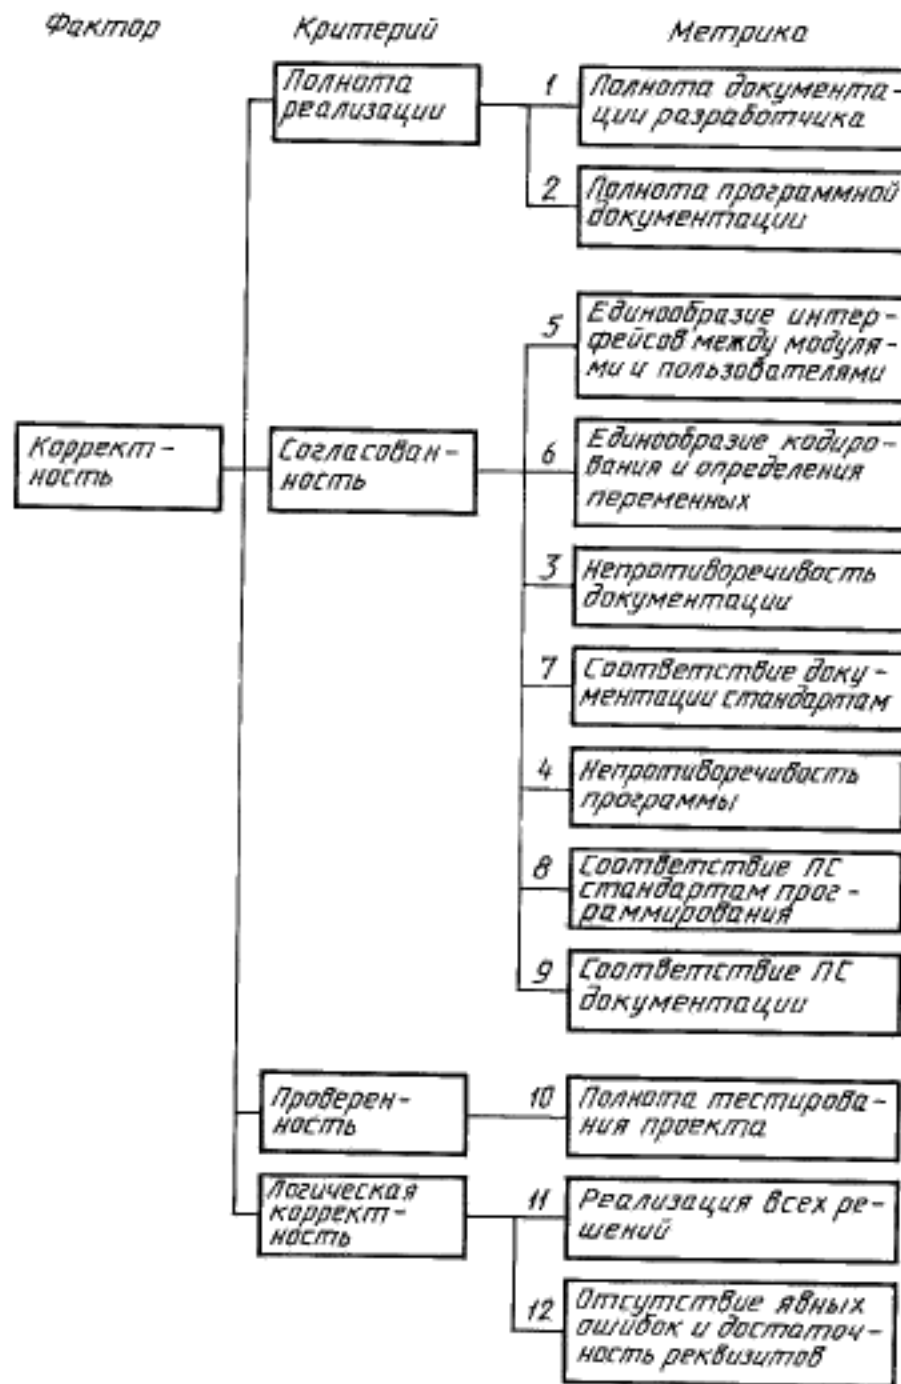 Фактор Критерий Метрика
Полнота
реализации
1
Полнота документа-
ции разработчика
2
Полнота программной
документации
5
Единообразие интер-
фейсов между модуля-
ми и пользователями
Коррект-
ность
Согласован-
ность
6
Единообразие кодиро-
вания и определения
переменных
3
Непротиворечивость
документации
7
Соответствие доку-
ментации стандартам
4
Непротиворечивость
программы
8
Соответствие ПС
стандартам прог-
раммирования
9
Соответствие ПС
документации
Проверен-
ность
10
Полнота тестирова-
ния проекта
Логическая
коррект-
ность
11
Реализация всех ре-
шений
12
Отсутствие явных
ошибок и достаточ-
ность реквизитов